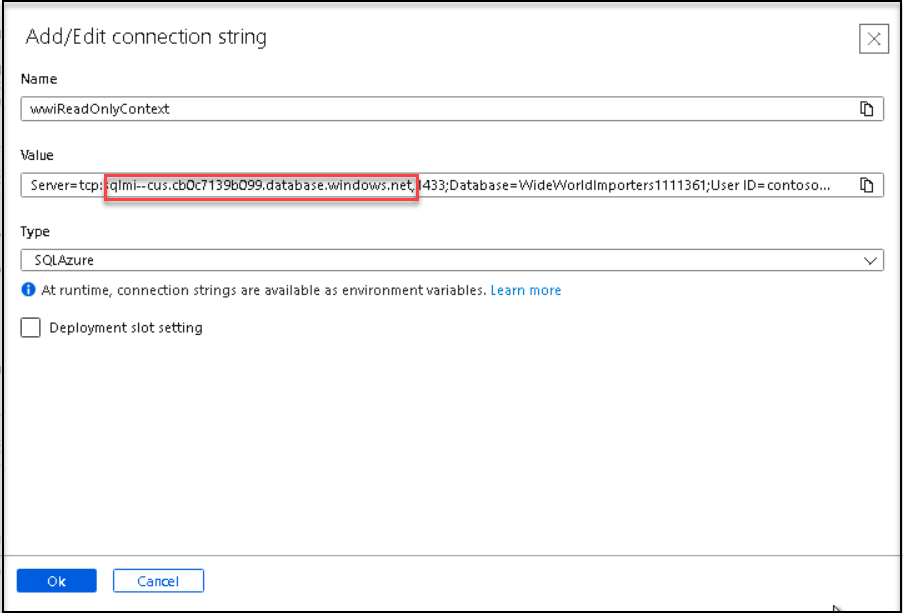 Add/Edit connection string
Name
wwiReadOnlyContext
Value
Server=tcp:sqlmi--cus.cb0c7139b099.database.windows.net,1433;Database=WideWorldImporters1111361;User ID=contoso...
Type
SQLAzure
At runtime, connection strings are available as environment variables. Learn more
Deployment slot setting
Ok Cancel